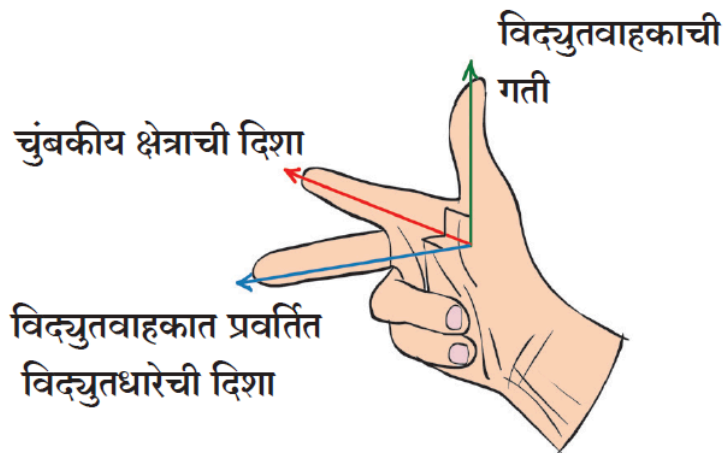 विद्युतवाहकाची
गती
चुंबकीय क्षेत्राची दिशा
विद्युतवाहकात प्रवर्तित
विद्युतधारेची दिशा